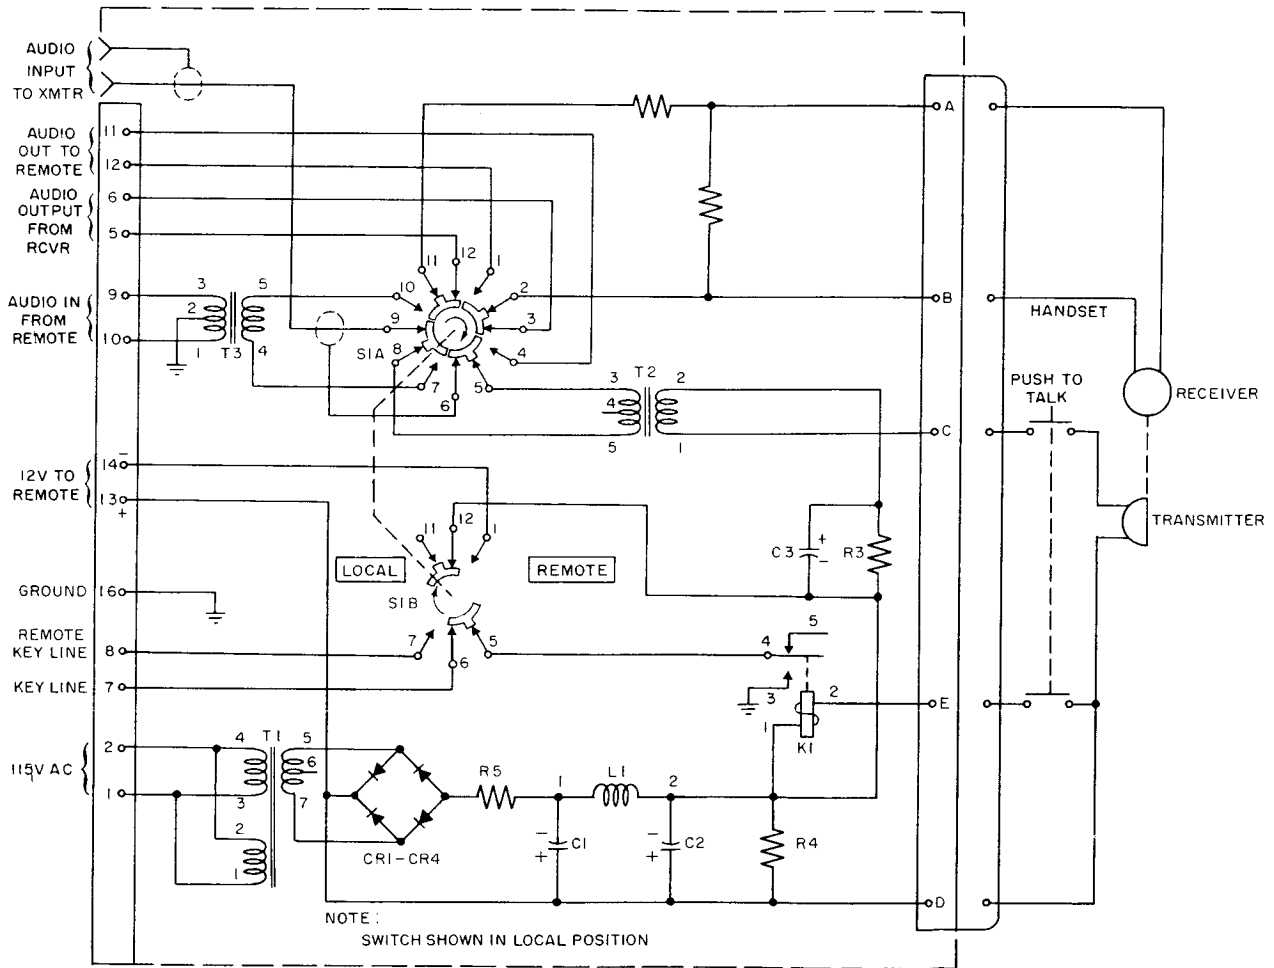 AUDIO
INPUT
TO XMTR
AUDIO
OUT TO
REMOTE
11
12
AUDIO
OUTPUT
FROM
RCVR
6
5
AUDIO IN
FROM
REMOTE
9
10
3
2
1
T3
5
4
11
12
1
10
2
9
3
8
4
7
6
5
S1A
A
B
C
E
D
HANDSET
RECEIVER
PUSH TO
TALK
TRANSMITTER
3
T2
2
4
5
1
12V TO
REMOTE
14 -
13
+
11
12
1
LOCAL
REMOTE
S1B
7
6
5
C3
+
-
R3
GROUND
16
REMOTE
KEY LINE
8
KEY LINE
7
4
5
3
2
1
K1
115V AC
2
1
4
T1
5
6
3
7
2
1
CR1-CR4
R5
1
L1
2
-
+
C1
-
+
C2
R4
NOTE:
SWITCH SHOWN IN LOCAL POSITION